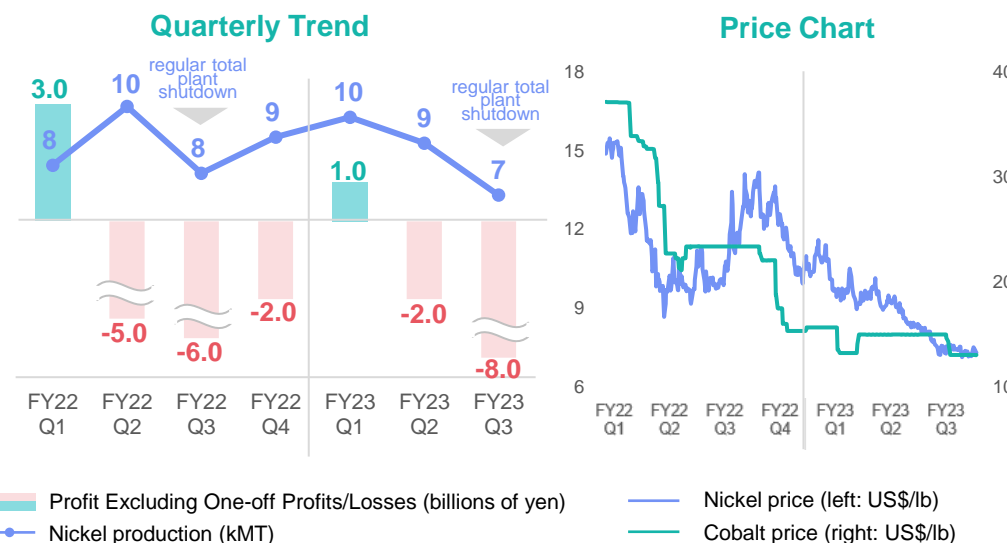 Quarterly Trend
3.0
8
10
regular total
plant
shutdown
8
9
10
9
regular total
plant
shutdown
7
1.0
-5.0
-6.0
-2.0
-2.0
-8.0
FY22
Q1
FY22
Q2
FY22
Q3
FY22
Q4
FY23
Q1
FY23
Q2
FY23
Q3
Profit Excluding One-off Profits/Losses (billions of yen)
Nickel production (kMT)
Price Chart
18
15
12
9
6
40
30
20
10
FY22
Q1
FY22
Q2
FY22
Q3
FY22
Q4
FY23
Q1
FY23
Q2
FY23
Q3
Nickel price (left: US$/lb)
Cobalt price (right: US$/lb)